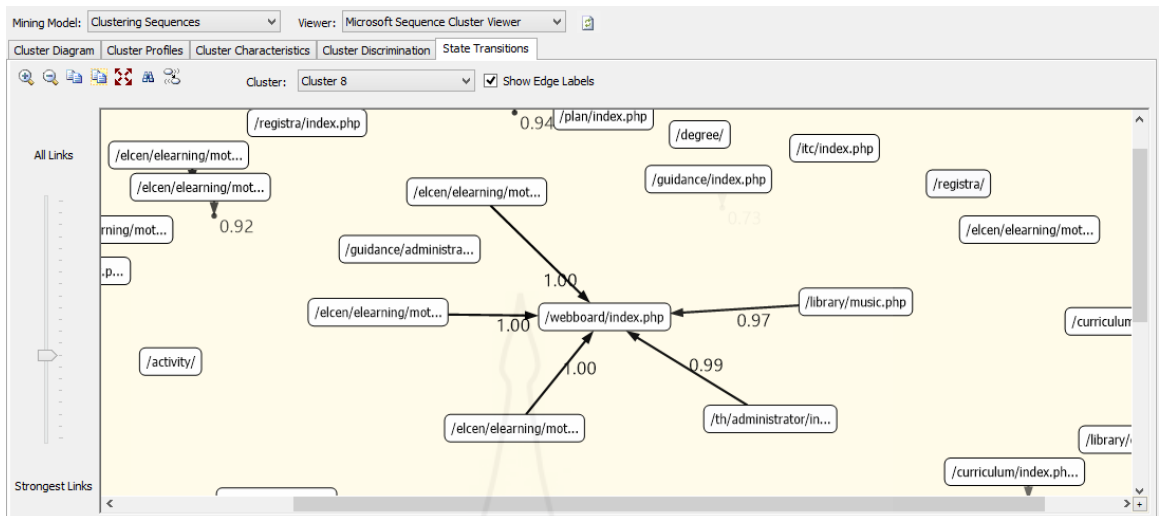 Mining Model: Clustering Sequences Viewer: Microsoft Sequence Cluster Viewer
Cluster Diagram Cluster Profiles Cluster Characteristics Cluster Discrimination State Transitions
Cluster: Cluster 8 Show Edge Labels
All Links
Strongest Links
/registra/index.php
0.94
/plan/index.php
/degree/
/itc/index.php
/elcen/elearning/mot...
/elcen/elearning/mot...
0.92
/elcen/elearning/mot...
/guidance/index.php
0.73
/registra/
rning/mot...
/guidance/administra...
/elcen/elearning/mot...
.p...
1.00
/elcen/elearning/mot...
1.00
/webboard/index.php
0.97
/library/music.php
/curriculum
/activity/
1.00
0.99
/elcen/elearning/mot...
/th/administrator/in...
/library/
/curriculum/index.ph...